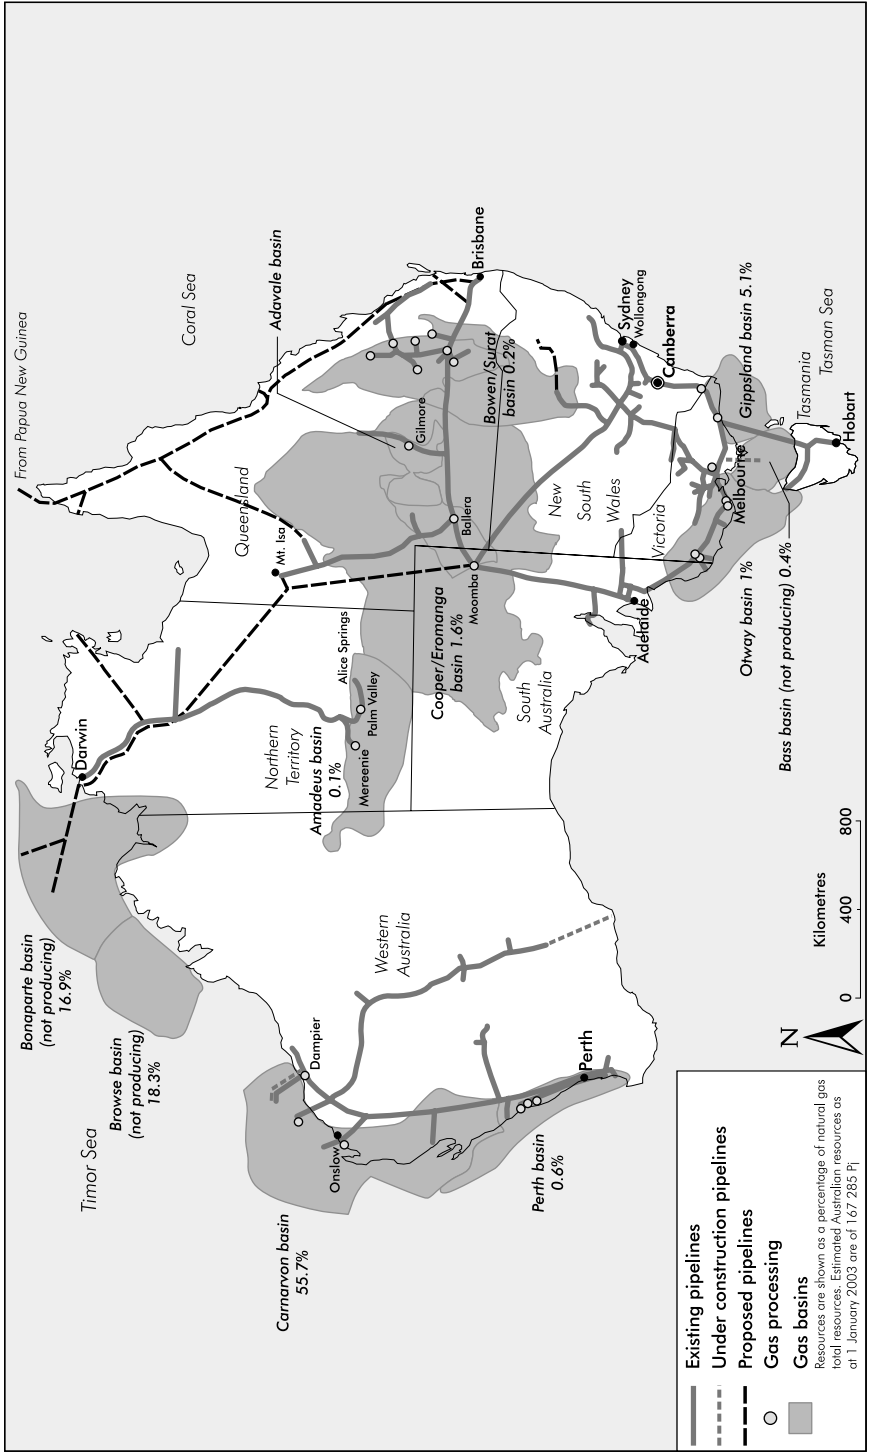 From Papua New Guinea
Coral Sea
Timor Sea
Tasman Sea
Bonaparte basin
(not producing)
16.9%
Browse basin
(not producing)
18.3%
Carnarvon basin
55.7%
Perth basin
0.6%
Amadeus basin
0.1%
Cooper/Eromanga
basin 1.6%
Adavale basin
Bowen/Surat
basin 0.2%
Gippsland basin 5.1%
Otway basin 1%
Bass basin (not producing) 0.4%
Darwin
Northern
Territory
Alice Springs
Palm Valley
Mereenie
Queensland
Mt. Isa
Gilmore
Ballera
Moomba
Brisbane
Western
Australia
Dampier
Onslow
Perth
South
Australia
Adelaide
New
South
Wales
Sydney
Wollongong
Canberra
Victoria
Melbourne
Tasmania
Hobart
Kilometres
0
400
800
N
Existing pipelines
Under construction pipelines
Proposed pipelines
Gas processing
Gas basins
Resources are shown as a percentage of natural gas
total resources. Estimated Australian resources as
at 1 January 2003 are of 167 285 Pj